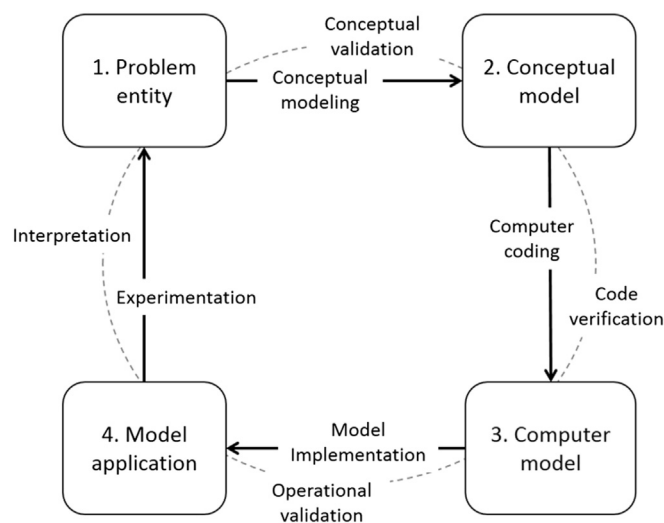 Conceptual
validation
1. Problem
entity
Conceptual
modeling
2. Conceptual
model
Interpretation
Experimentation
Computer
coding
Code
verification
4. Model
application
Model
Implementation
Operational
validation
3. Computer
model